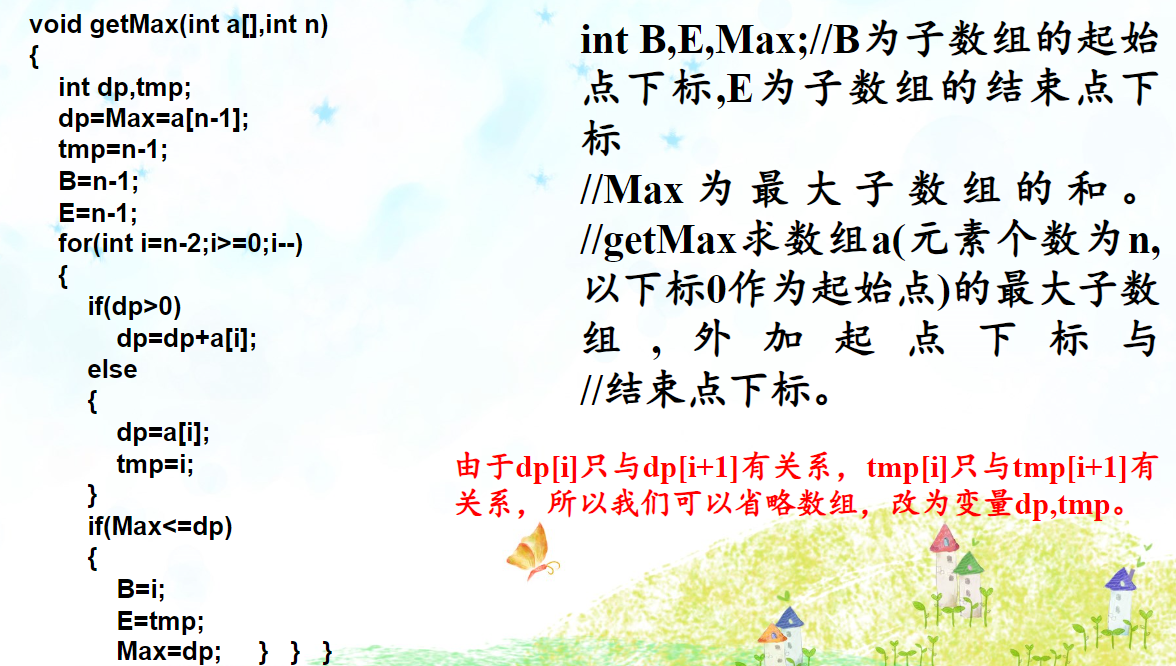 void getMax(int a[],int n)
{
int dp,tmp;
dp=Max=a[n-1];
tmp=n-1;
B=n-1;
E=n-1;
for(int i=n-2;i>=0;i--)
{
if(dp>0)
dp=dp+a[i];
else
{
dp=a[i];
tmp=i;
}
if(Max<=dp)
{
B=i;
E=tmp;
Max=dp; } } }
int B,E,Max;//B为子数组的起始
点下标,E为子数组的结束点下
标
//Max为最大子数组的和。
//getMax求数组a(元素个数为n,
以下标0作为起始点)的最大子数
组,外加起点下标与
//结束点下标。
由于dp[i]只与dp[i+1]有关系，tmp[i]只与tmp[i+1]有
关系，所以我们可以省略数组，改为变量dp,tmp。